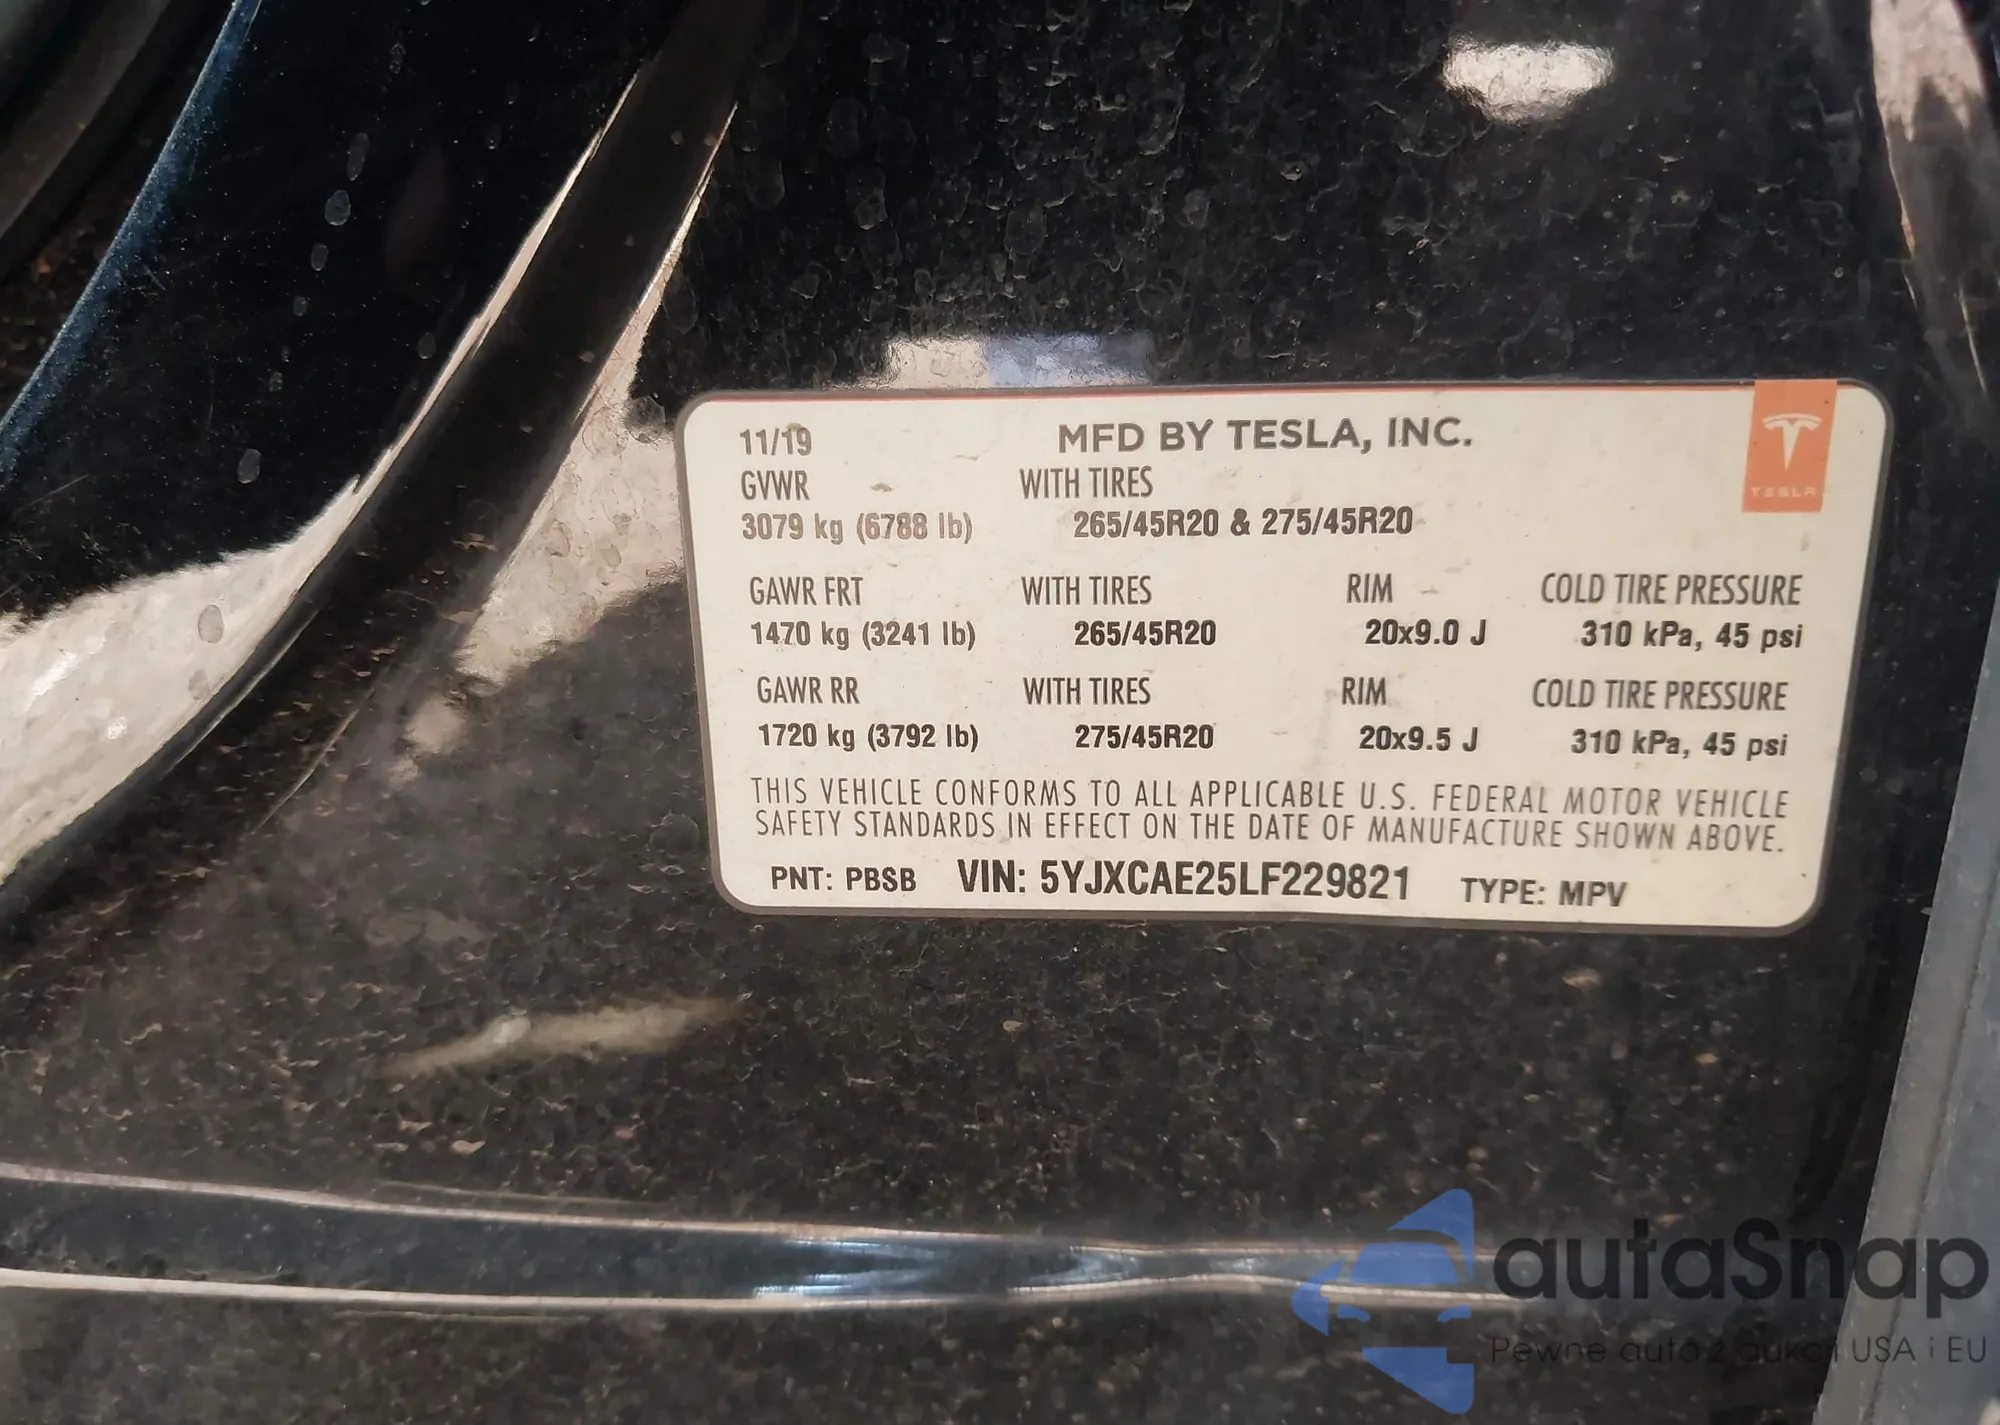 11/19 MFD BY TESLA, INC.
TESLA
GVWR WITH TIRES
3079 kg (6788 lb) 265/45R20 & 275/45R20
GAWR FRT WITH TIRES RIM COLD TIRE PRESSURE
1470 kg (3241 lb) 265/45R20 20x9.0 J 310 kPa, 45 psi
GAWR RR WITH TIRES RIM COLD TIRE PRESSURE
1720 kg (3792 lb) 275/45R20 20x9.5 J 310 kPa, 45 psi
THIS VEHICLE CONFORMS TO ALL APPLICABLE U.S. FEDERAL MOTOR VEHICLE
SAFETY STANDARDS IN EFFECT ON THE DATE OF MANUFACTURE SHOWN ABOVE.
PNT: PBSB VIN: 5YJXCAE25LF229821 TYPE: MPV
autaSnap
Pewne auta z aukcji USA i EU